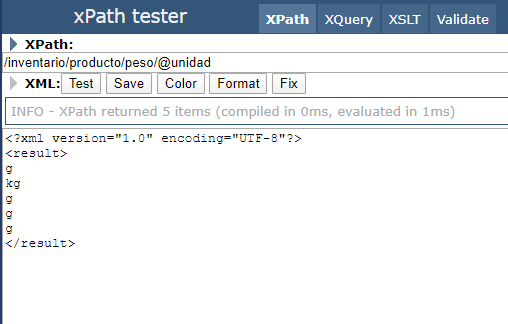 xPath tester
XPath XQuery XSLT Validate
XPath:
/inventario/producto/peso/@unidad
XML: Test Save Color Format Fix
INFO - XPath returned 5 items (compiled in 0ms, evaluated in 1ms)
<?xml version="1.0" encoding="UTF-8"?>
<result>
g
kg
g
g
g
</result>